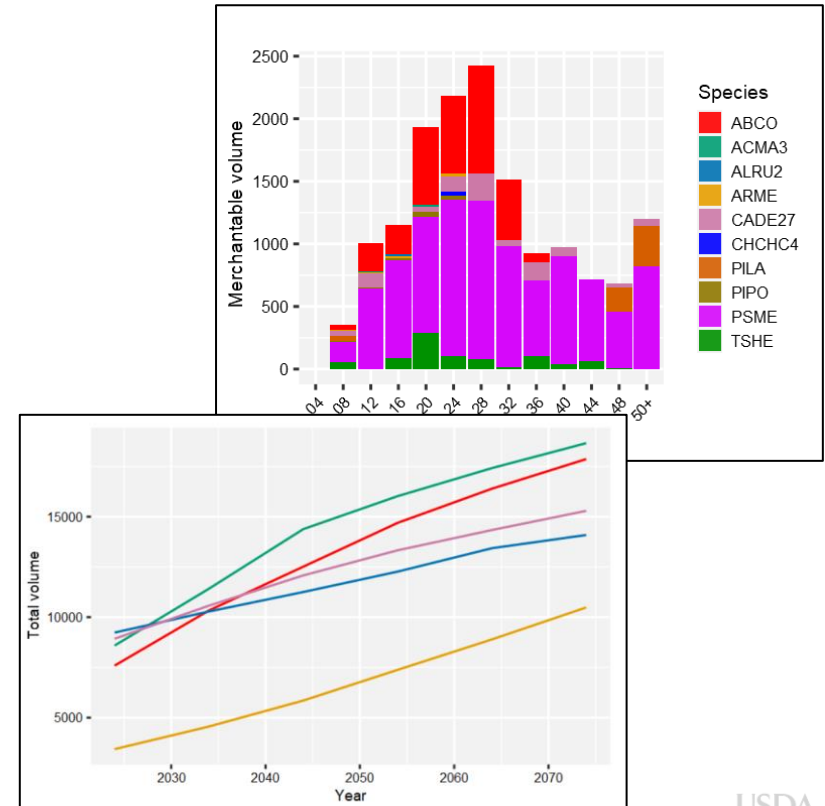 2500
2000
1500
1000
500
0
Merchantable volume
04 08 12 16 20 24 28 32 36 40 44 48 50+
Species
ABCO
ACMA3
ALRU2
ARME
CADE27
CHCHC4
PILA
PIPO
PSME
TSHE
15000
10000
5000
Total volume
2030 2040 2050 2060 2070
Year
USDA